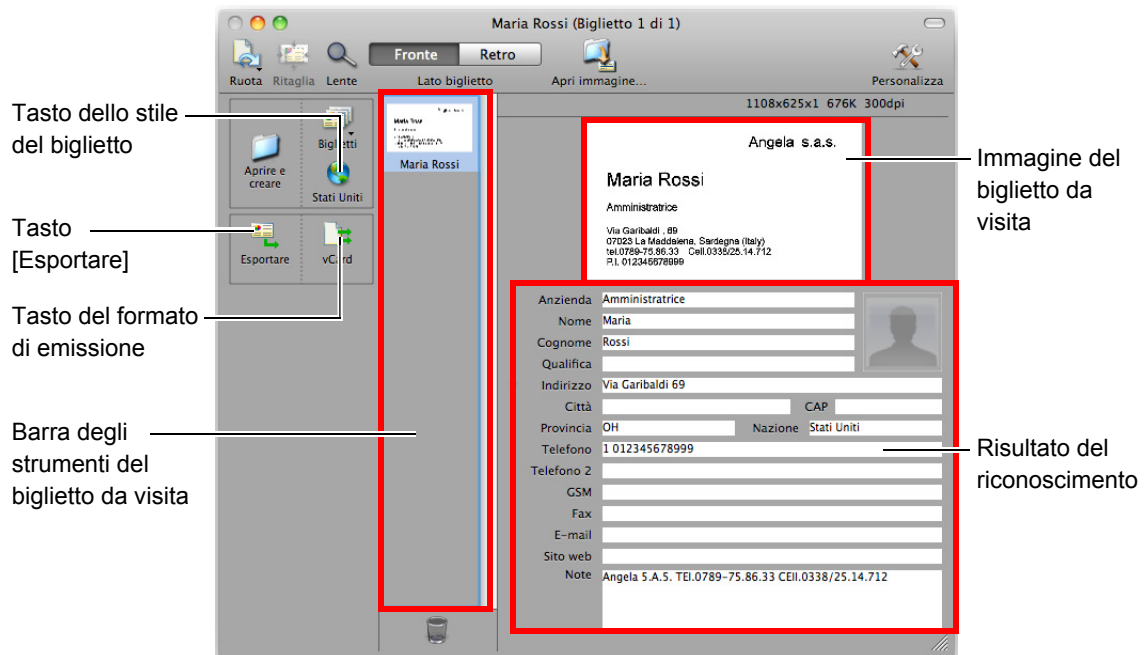 Maria Rossi (Biglietto 1 di 1)
Ruota
Ritaglia
Lente
Fronte
Retro
Lato biglietto
Apri immagine...
Personalizza
1108x625x1 676K 300dpi
Tasto dello stile
del biglietto
Tasto
[Esportare]
Tasto del formato
di emissione
Barra degli
strumenti del
biglietto da visita
Aprire e
creare
Biglietti
Stati Uniti
Esportare
vCard
Maria Rossi
Angela s.a.s.
Maria Rossi
Amministratrice
Via Garibaldi , 69
07023 La Maddalena, Sardegna (Italy)
tel.0789-75.86.33 Cell.0338/25.14.712
P.I. 012345678999
Immagine del
biglietto da
visita
Anzienda Amministratrice
Nome Maria
Cognome Rossi
Qualifica
Indirizzo Via Garibaldi 69
Città
CAP
Provincia OH
Nazione Stati Uniti
Telefono 1 012345678999
Telefono 2
GSM
Fax
E-mail
Sito web
Note Angela 5.A.5. TEl.0789-75.86.33 CEll.0338/25.14.712
Risultato del
riconoscimento